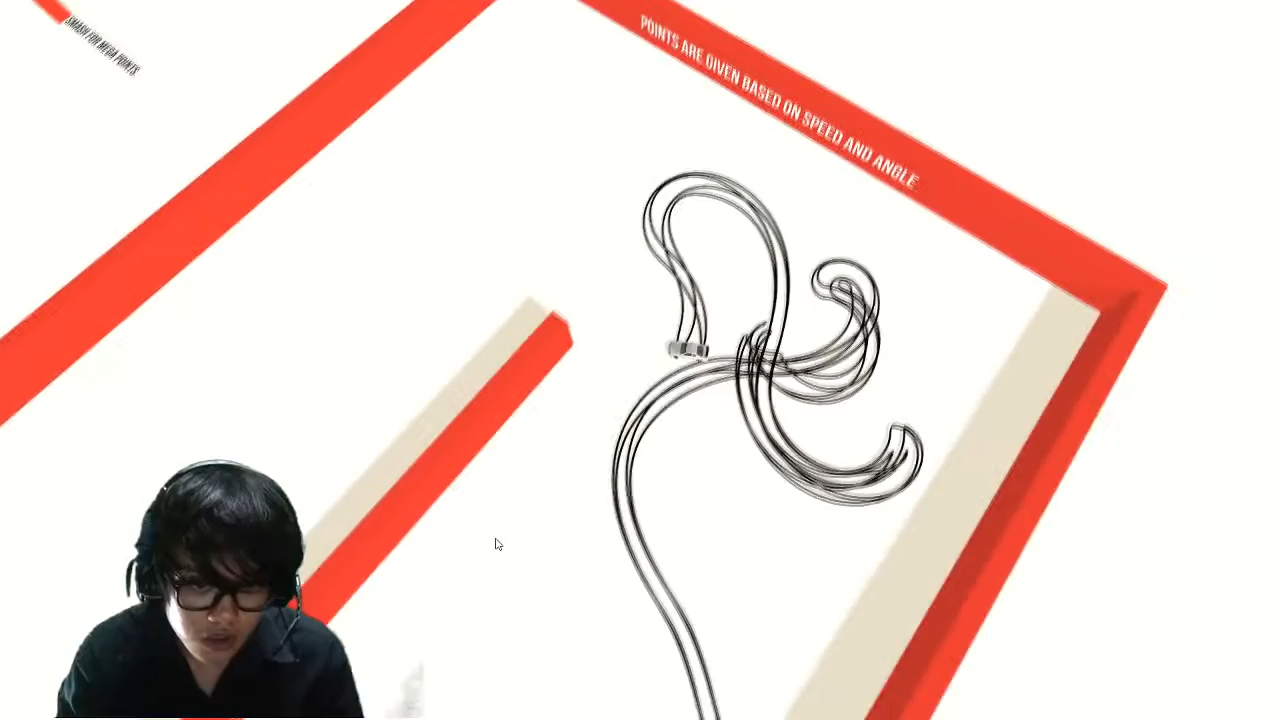 SMASH FOR MEGA POINTS
POINTS ARE GIVEN BASED ON SPEED AND ANGLE